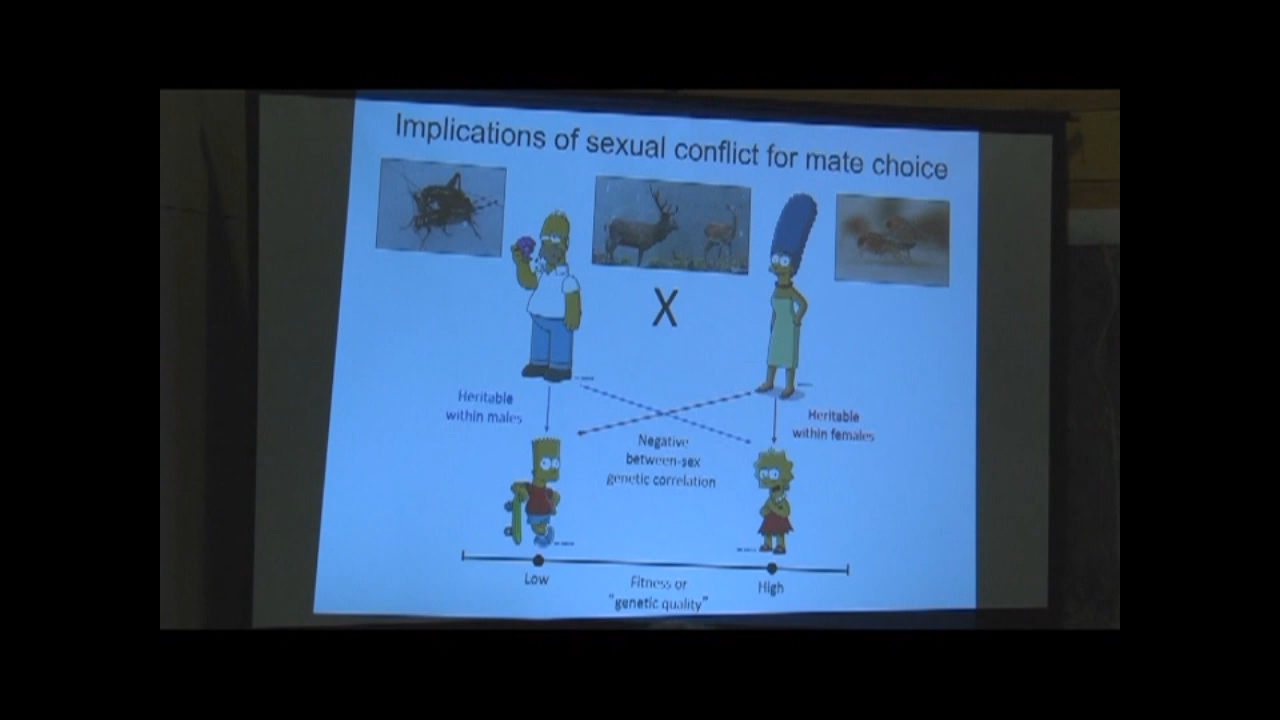 Implications of sexual conflict for mate choice
X
Heritable
within males
Heritable
within females
Negative
between-sex
genetic correlation
Low
Fitness or
"genetic quality"
High